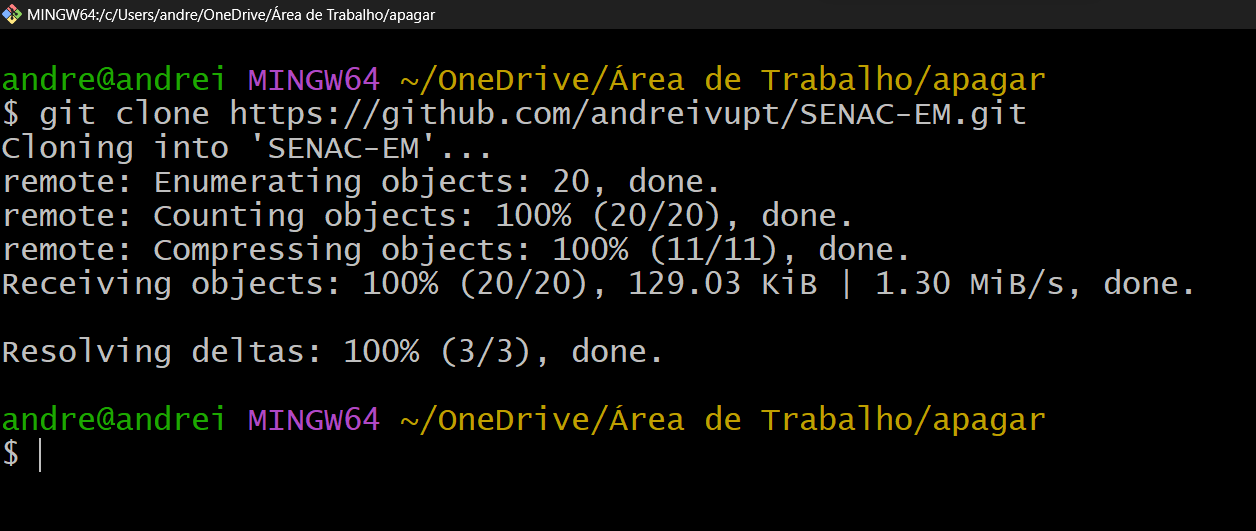 MINGW64:/c/Users/andre/OneDrive/Área de Trabalho/apagar
andre@andrei MINGW64 ~/OneDrive/Área de Trabalho/apagar
$ git clone https://github.com/andreivupt/SENAC-EM.git
Cloning into 'SENAC-EM'...
remote: Enumerating objects: 20, done.
remote: Counting objects: 100% (20/20), done.
remote: Compressing objects: 100% (11/11), done.
Receiving objects: 100% (20/20), 129.03 KiB | 1.30 MiB/s, done.
Resolving deltas: 100% (3/3), done.
andre@andrei MINGW64 ~/OneDrive/Área de Trabalho/apagar
$